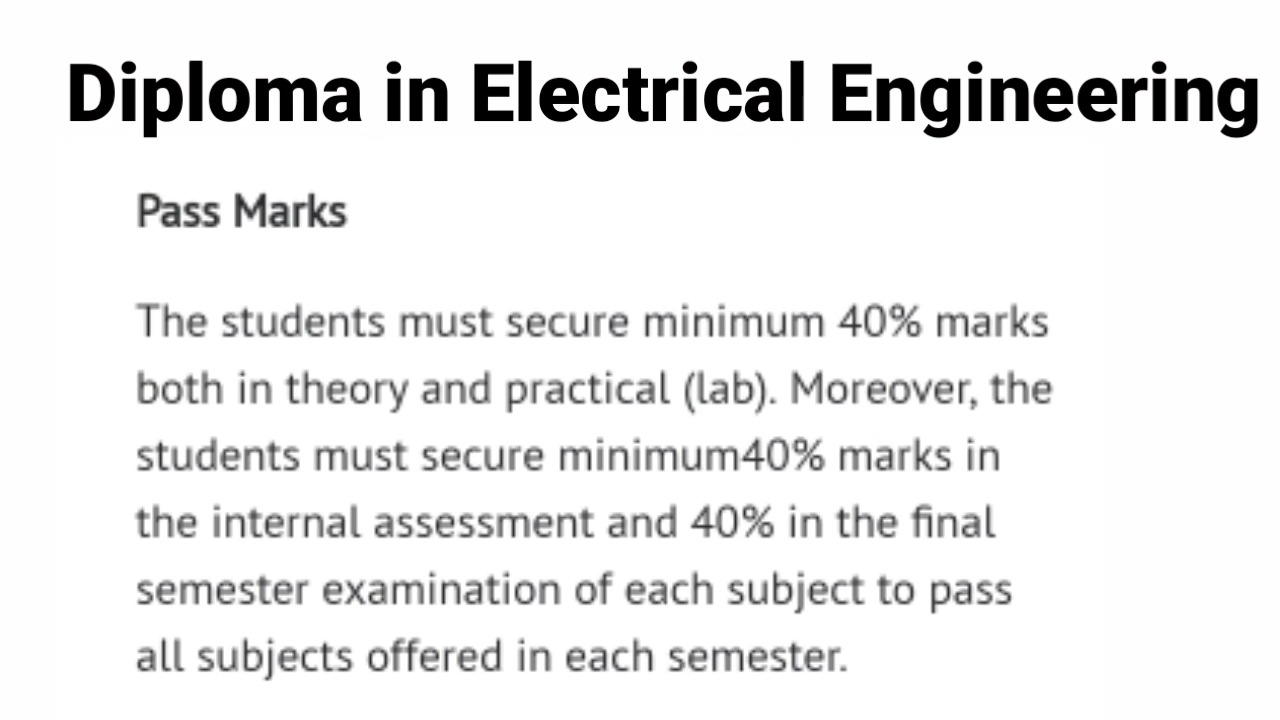 Diploma in Electrical Engineering
Pass Marks
The students must secure minimum 40% marks
both in theory and practical (lab). Moreover, the
students must secure minimum40% marks in
the internal assessment and 40% in the final
semester examination of each subject to pass
all subjects offered in each semester.